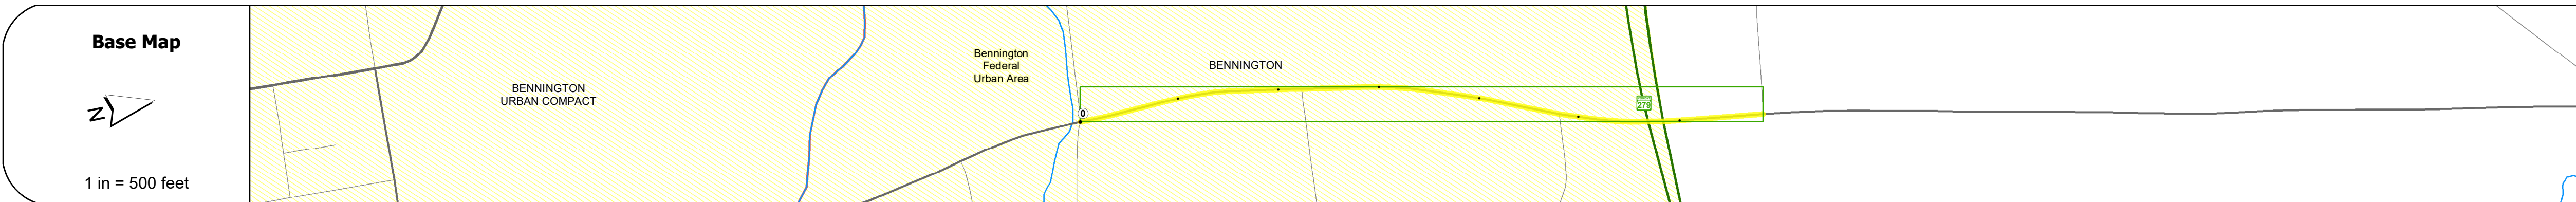 Base Map
N
1 in = 500 feet
BENNINGTON
URBAN COMPACT
Bennington
Federal
Urban Area
BENNINGTON
0
279